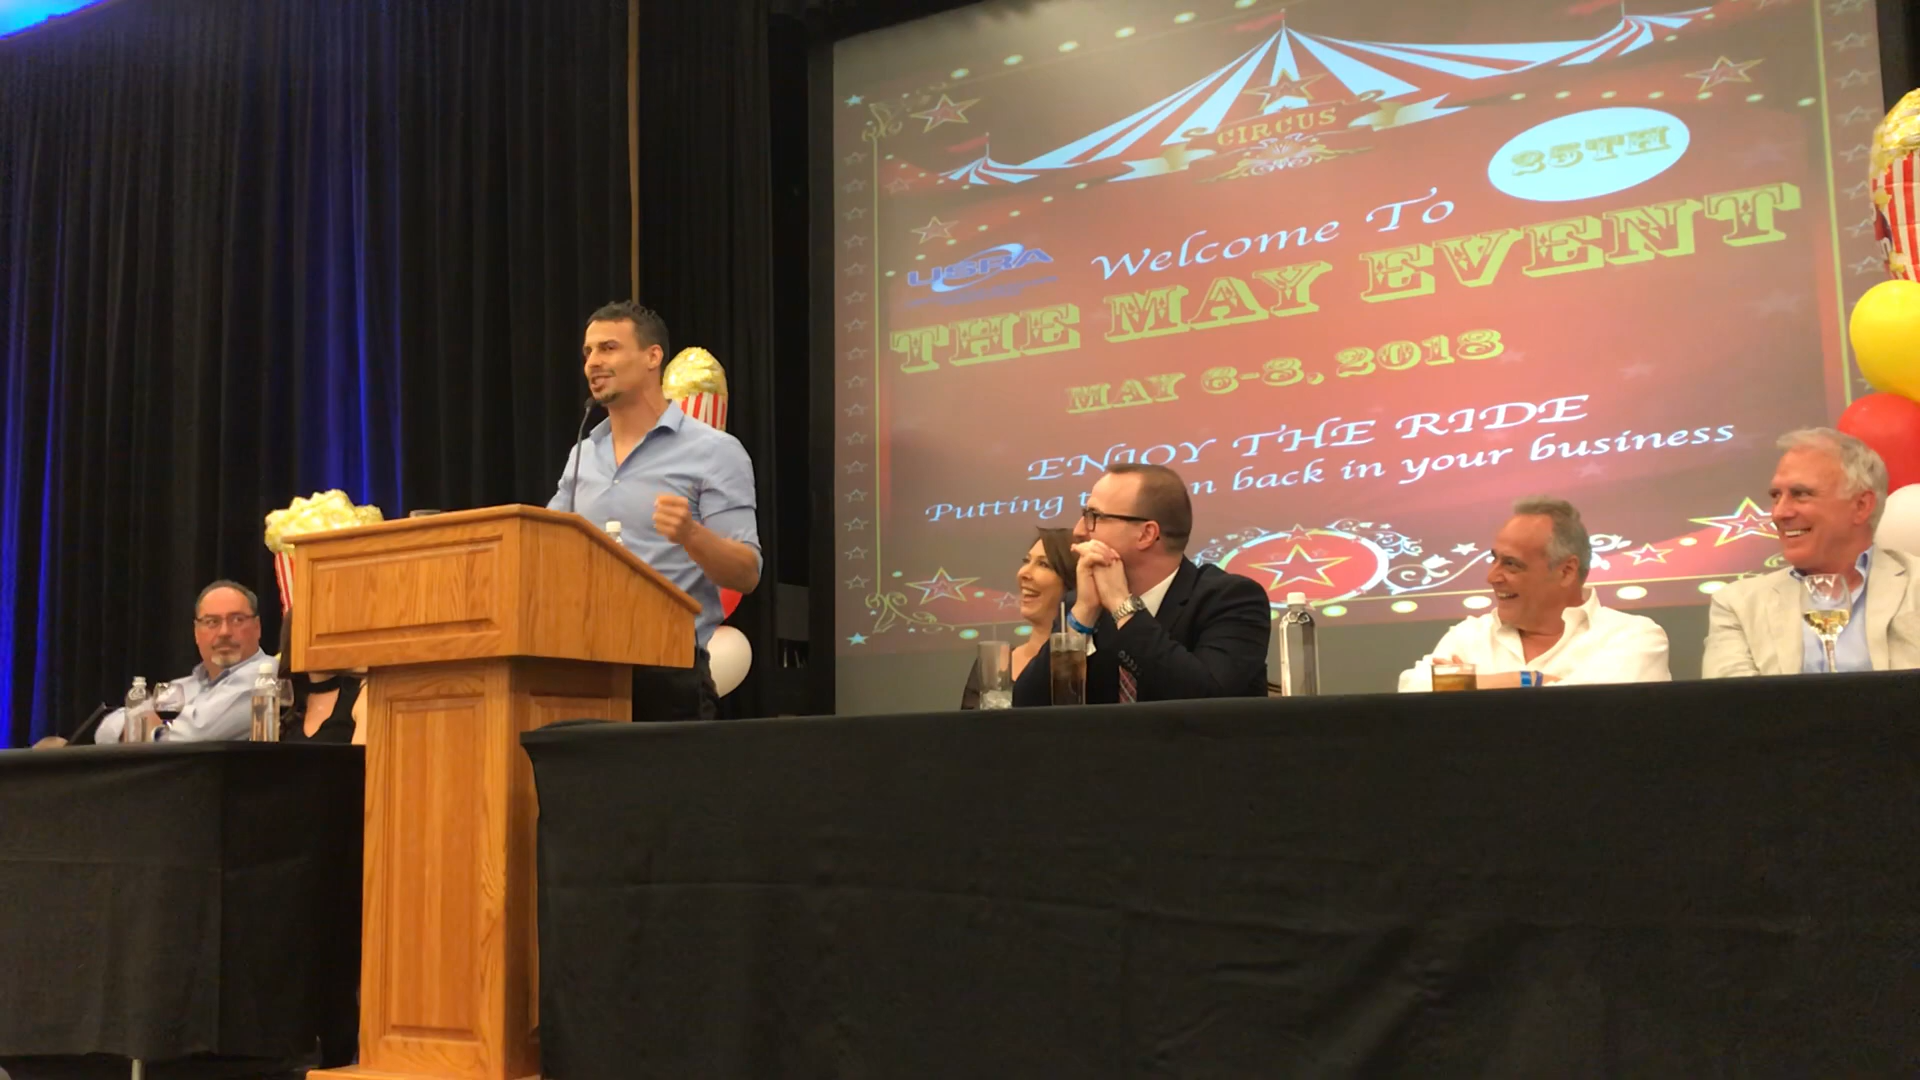 CIRCUS
35TH
USRA
Welcome To
THE MAY EVENT
MAY 6-8, 2018
ENJOY THE RIDE
Putting back in your business